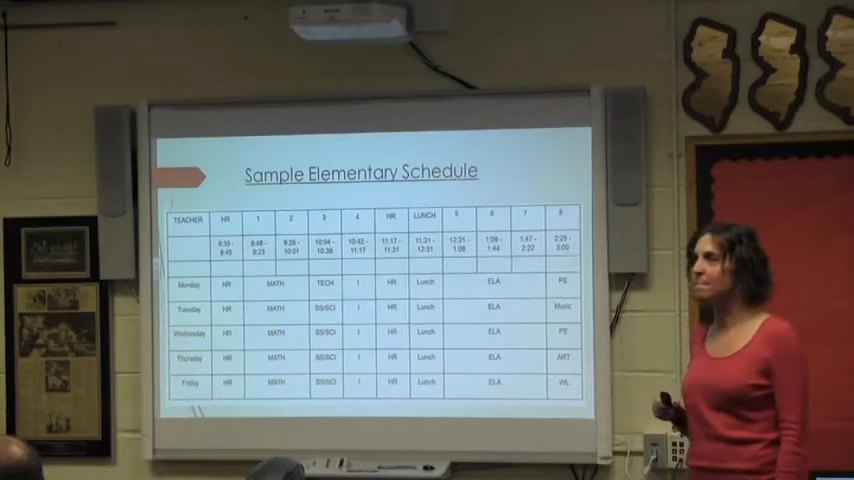 Sample Elementary Schedule
TEACHER HR 1 2 3 4 HR LUNCH 5 6 7 8
8:35 - 8:45 8:48 - 9:23 9:26 - 10:01 10:04 - 10:39 10:42 - 11:17 11:17 - 11:31 11:31 - 12:31 12:31 - 1:06 1:09 - 1:44 1:47 - 2:22 2:25 - 3:00
Monday HR MATH TECH I HR Lunch ELA PE
Tuesday HR MATH SS/SCI I HR Lunch ELA Music
Wednesday HR MATH SS/SCI I HR Lunch ELA PE
Thursday HR MATH SS/SCI I HR Lunch ELA ART
Friday HR MATH SS/SCI I HR Lunch ELA WL